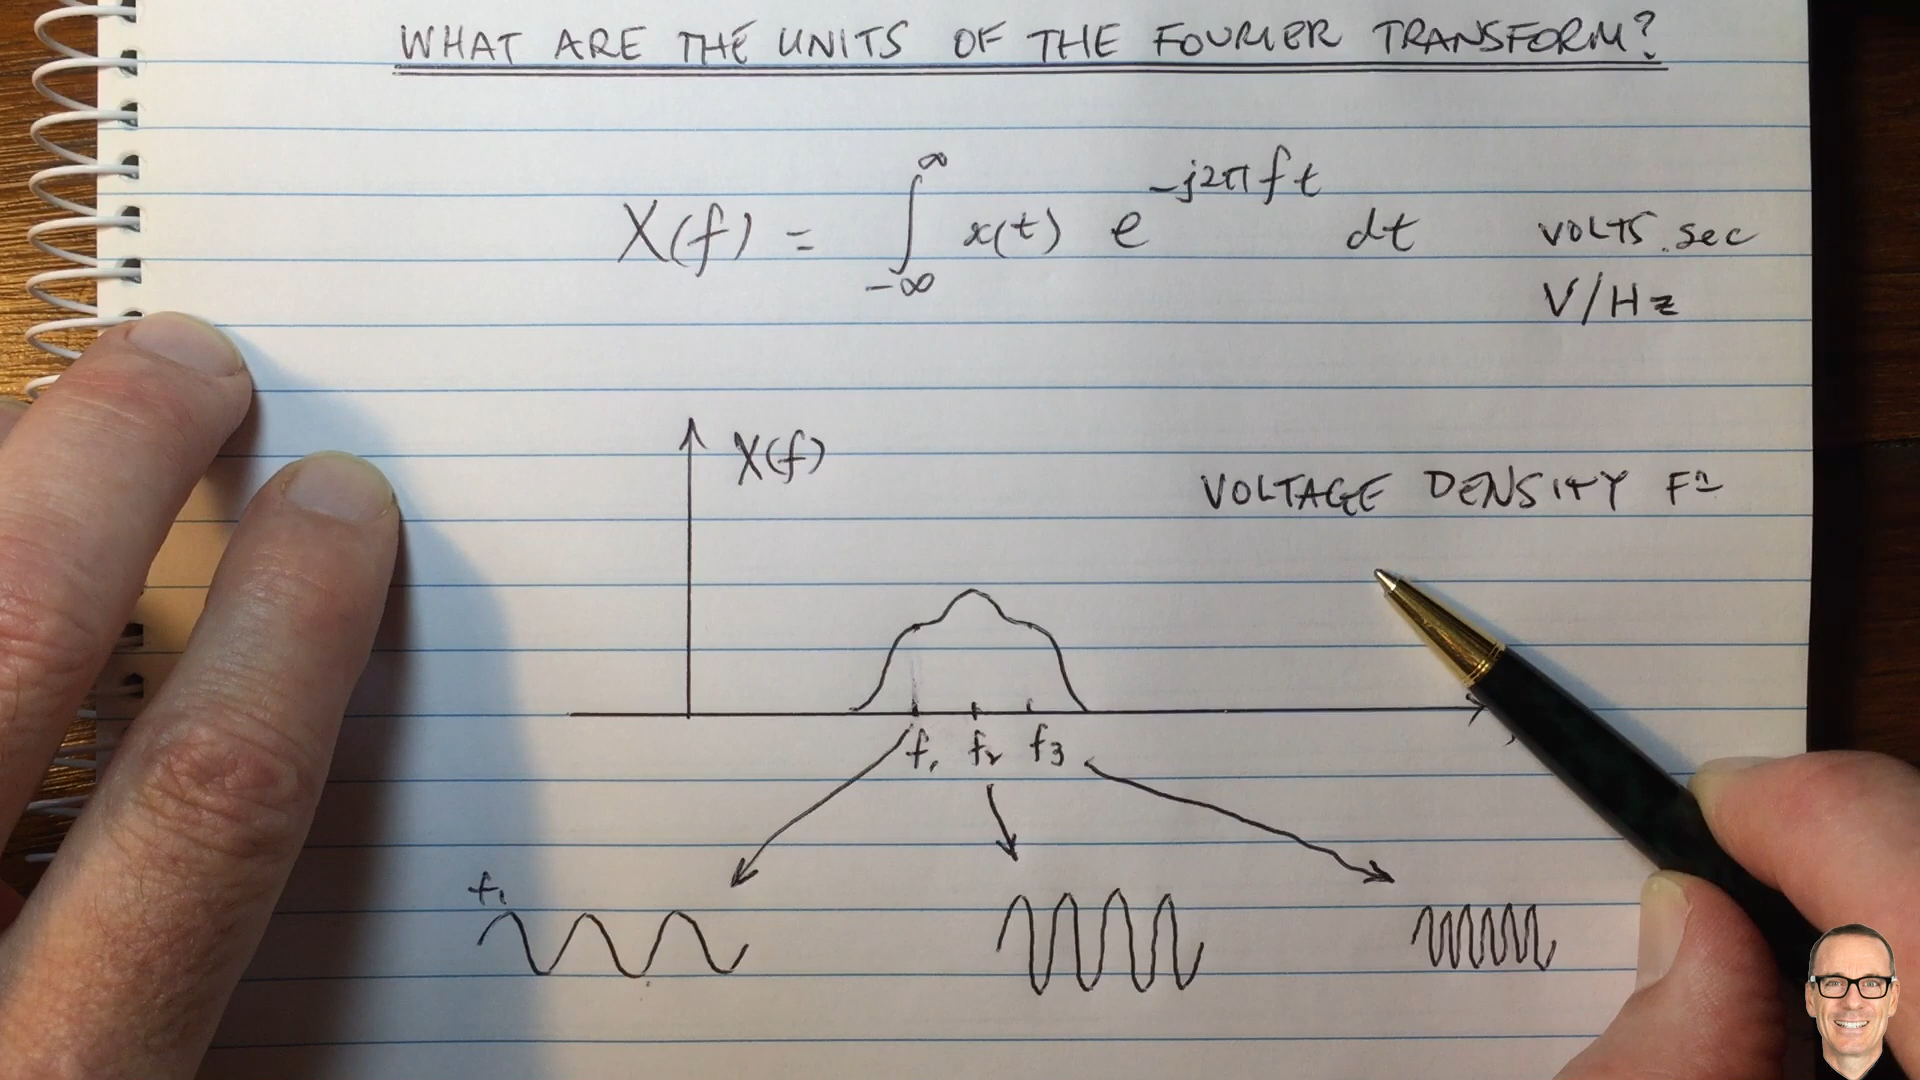 WHAT ARE THE UNITS OF THE FOURIER TRANSFORM?
X(f) = ∫_{-∞}^{∞} x(t) e^{-j2πft} dt VOLTS.sec
V/Hz
X(f)
VOLTAGE DENSITY Fⁿ
f₁ f₂ f₃
f₁